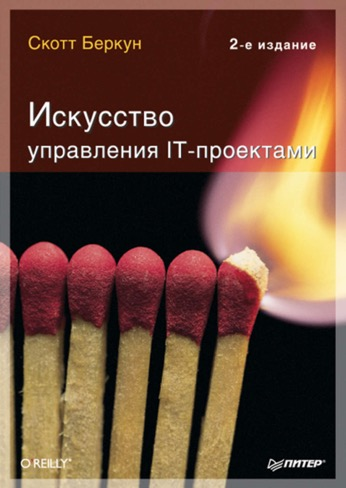 Скотт Беркун
2-е издание
Искусство
управления IT-проектами
O'REILLY®
ПИТЕР®